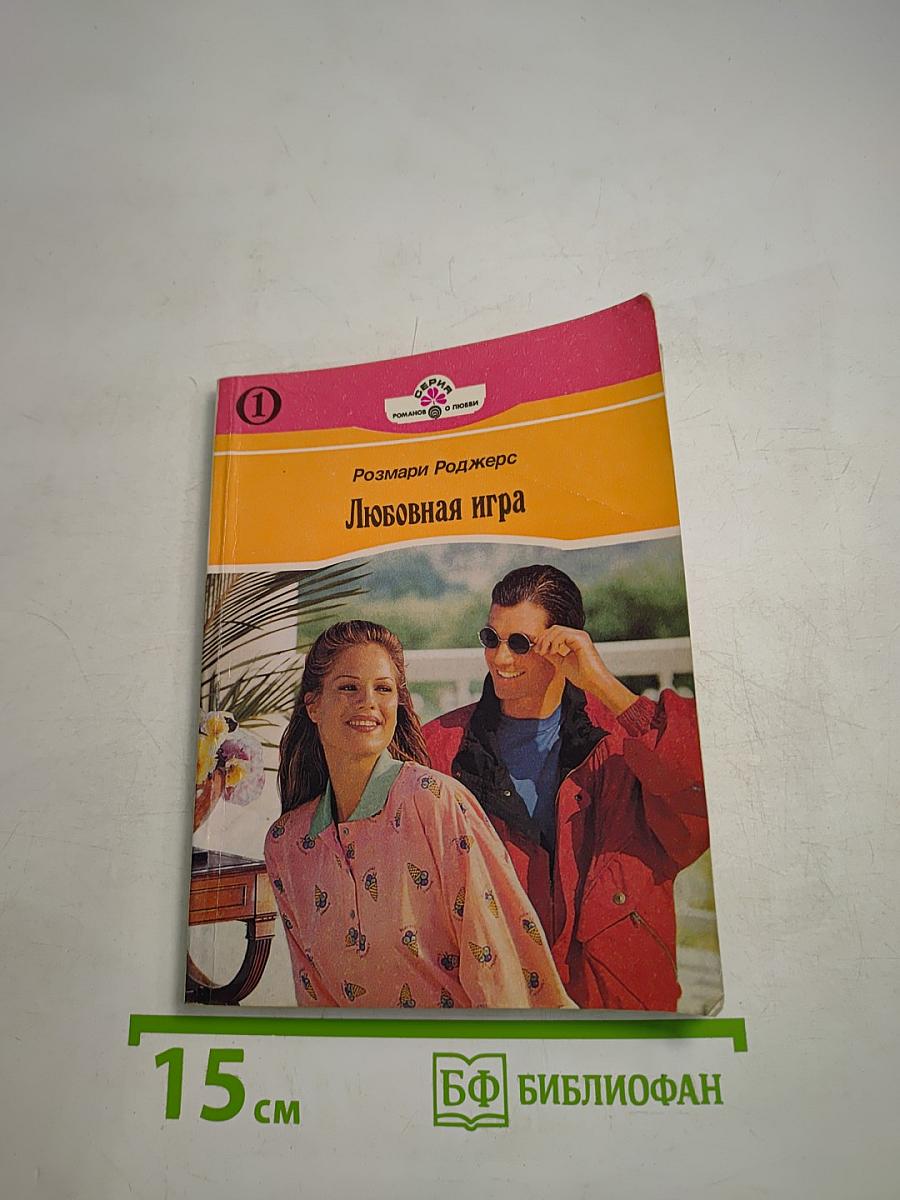 1
СЕРИЯ
РОМАНОВ О ЛЮБВИ
Розмари Роджерс
Любовная игра
15 см
БФ БИБЛИОФАН